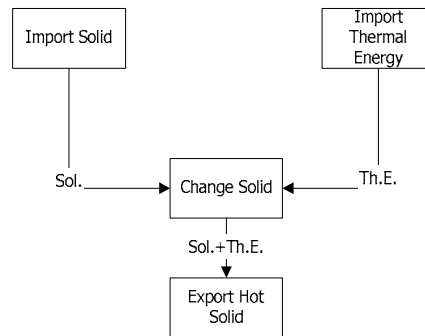 Import Solid
Import
Thermal
Energy
Sol.
Change Solid
Th.E.
Sol.+Th.E.
Export Hot
Solid